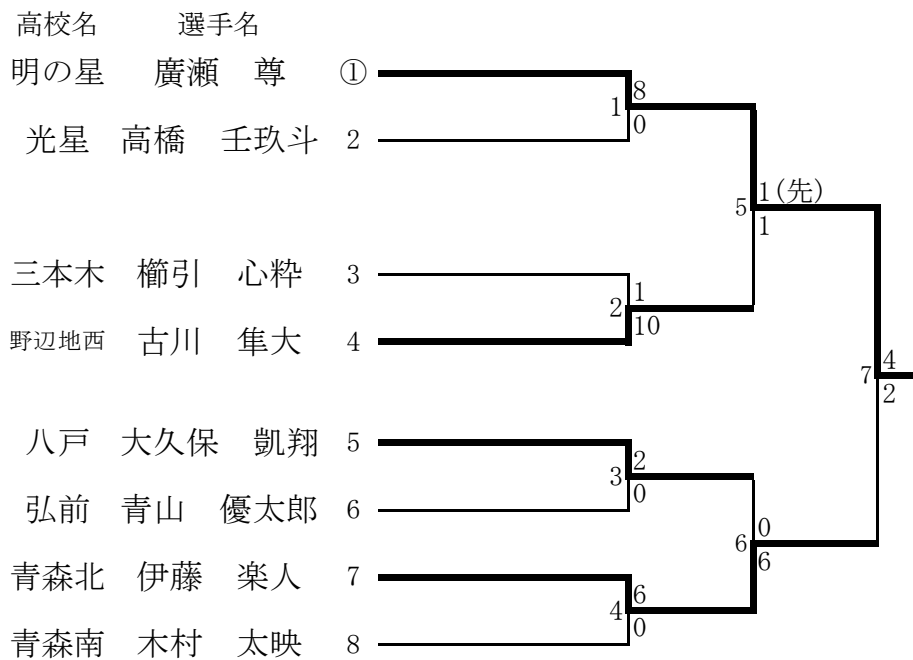 高校名 選手名
明の星 廣瀬 尊 ①
光星 高橋 壬玖斗 2
三本木 櫛引 心粋 3
野辺地西 古川 隼大 4
八戸 大久保 凱翔 5
弘前 青山 優太郎 6
青森北 伊藤 楽人 7
青森南 木村 太映 8
1
8
0
2
1
10
3
2
0
4
6
0
5
1(先)
1
6
0
6
7
4
2